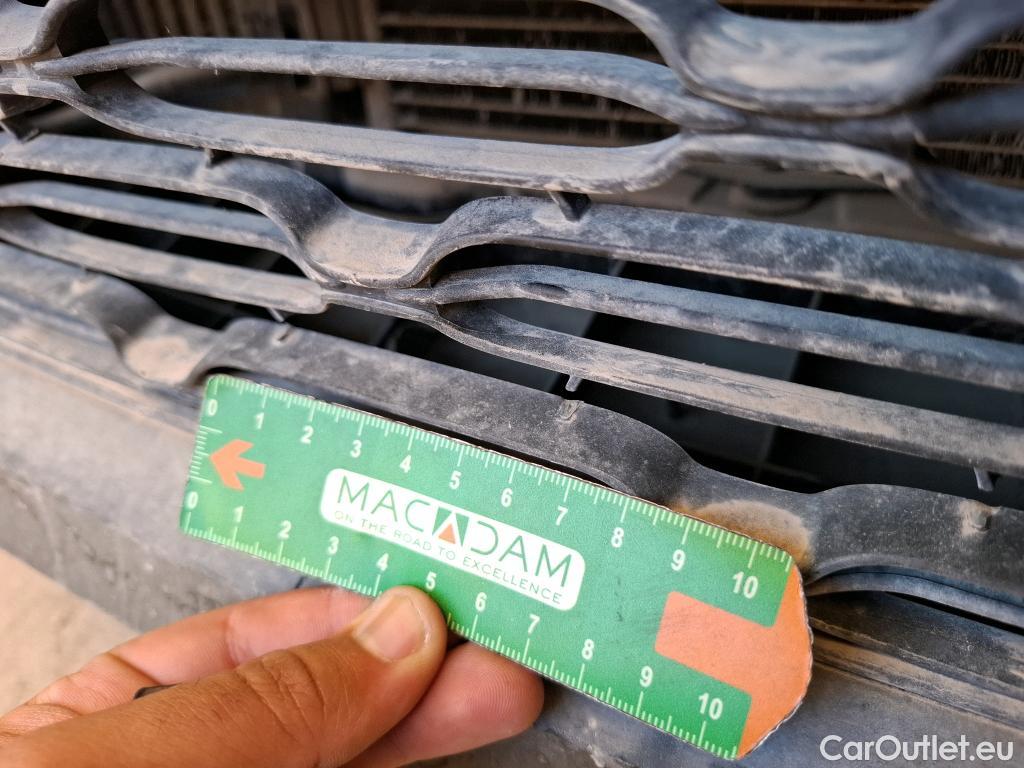 0 1 2 3 4 5 6 7 8 9 10
MACADAM
ON THE ROAD TO EXCELLENCE
0 1 2 3 4 5 6 7 8 9 10
CarOutlet.eu